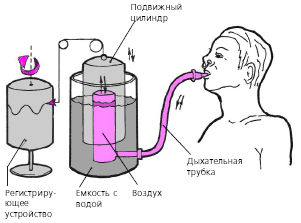 Подвижный
цилиндр
Дыхательная
трубка
Регистриру-
ющее
устройство
Емкость с
водой
Воздух